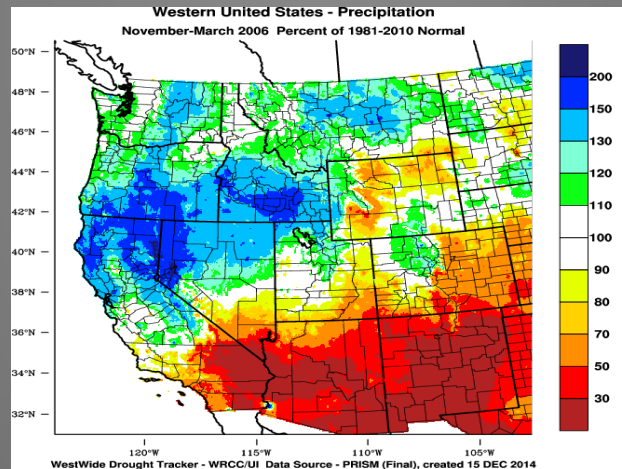 Western United States - Precipitation
November-March 2006 Percent of 1981-2010 Normal
50°N
48°N
46°N
44°N
42°N
40°N
38°N
36°N
34°N
32°N
200
150
130
120
110
100
90
80
70
50
30
120°W 115°W 110°W 105°W
WestWide Drought Tracker - WRCC/UI Data Source - PRISM (Final), created 15 DEC 2014